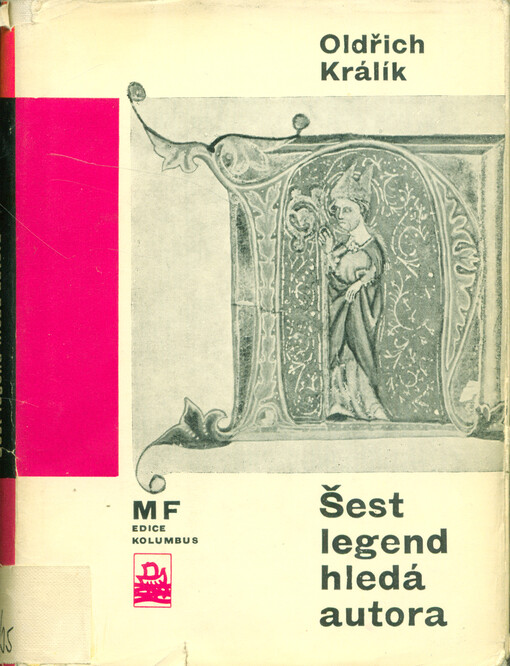 Oldřich
Králík
MF
EDICE
KOLUMBUS
Šest
legend
hledá
autora